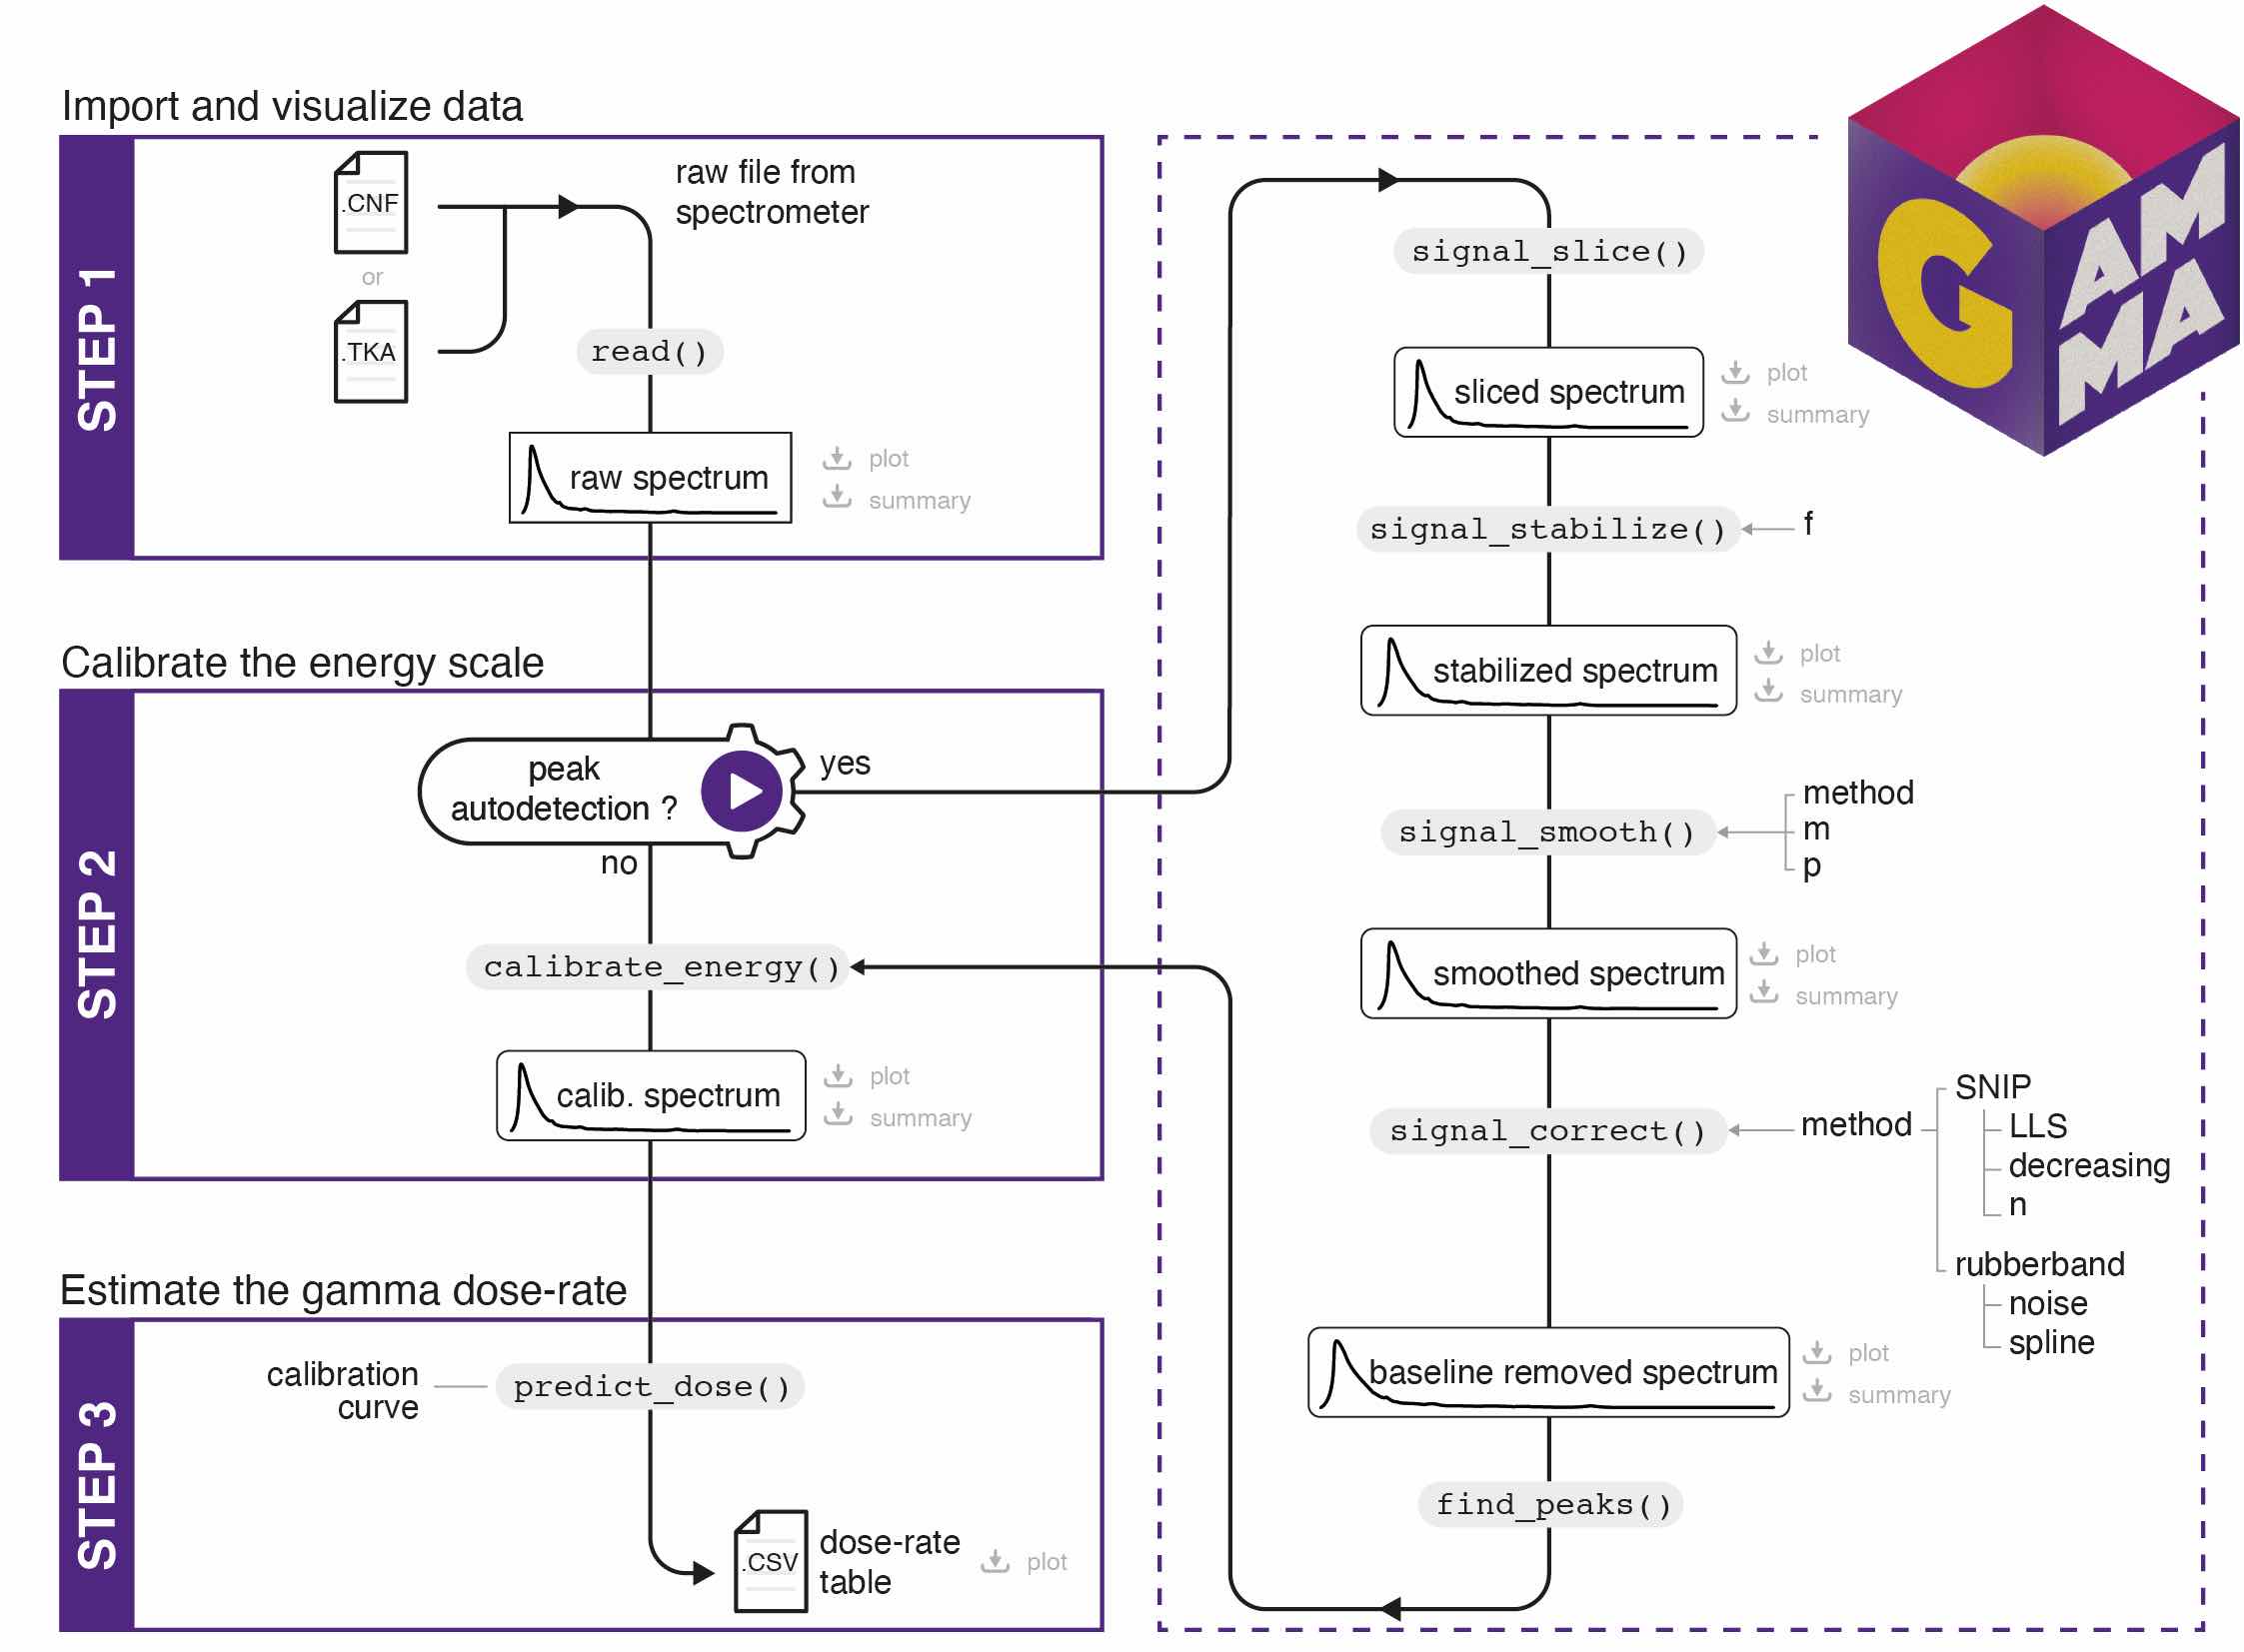 Import and visualize data
STEP 1
.CNF
or
.TKA
raw file from
spectrometer
read()
raw spectrum
plot
summary
Calibrate the energy scale
STEP 2
peak
autodetection ?
yes
no
calibrate_energy()
calib. spectrum
plot
summary
Estimate the gamma dose-rate
STEP 3
calibration
curve
predict_dose()
.CSV
dose-rate
table
plot
signal_slice()
sliced spectrum
plot
summary
signal_stabilize()
f
stabilized spectrum
plot
summary
signal_smooth()
method
m
p
smoothed spectrum
plot
summary
signal_correct()
method
SNIP
LLS
decreasing
n
rubberband
noise
spline
baseline removed spectrum
plot
summary
find_peaks()
G
AM
MA